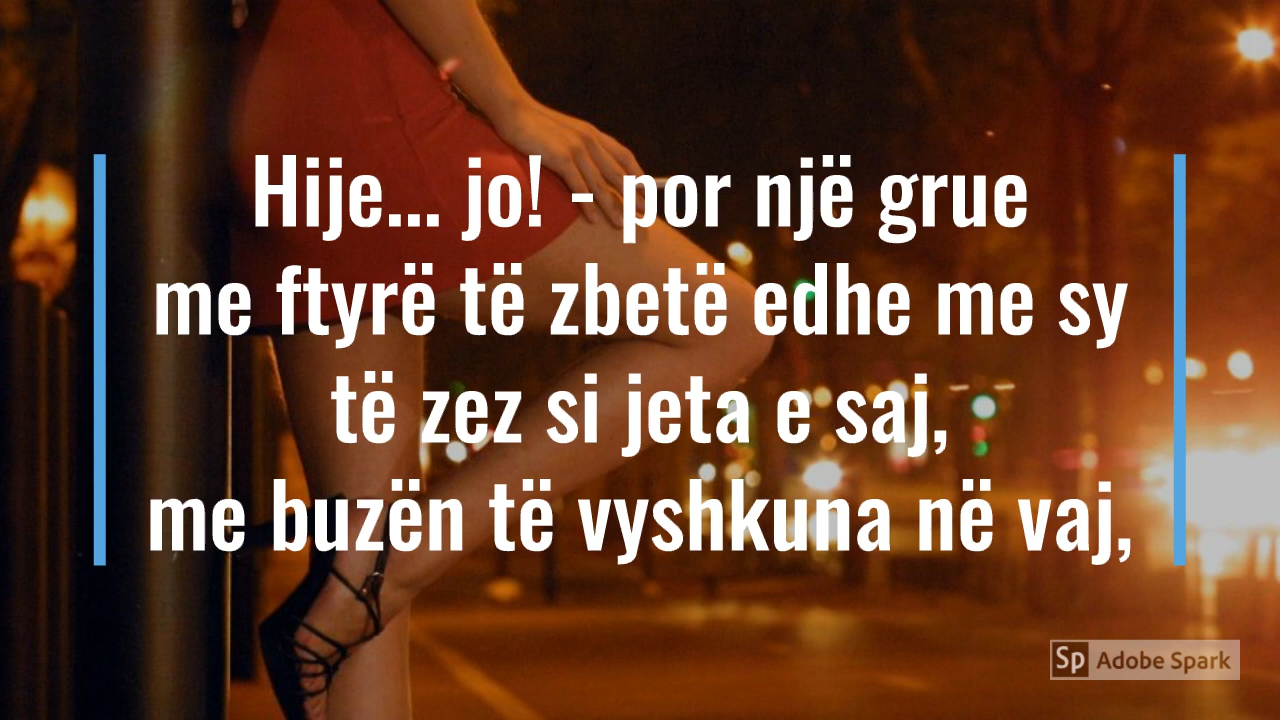 Hije... jo! - por një grue
me ftyrë të zbetë edhe me sy
të zez si jeta e saj,
me buzën të vyshkuna në vaj,
Sp Adobe Spark